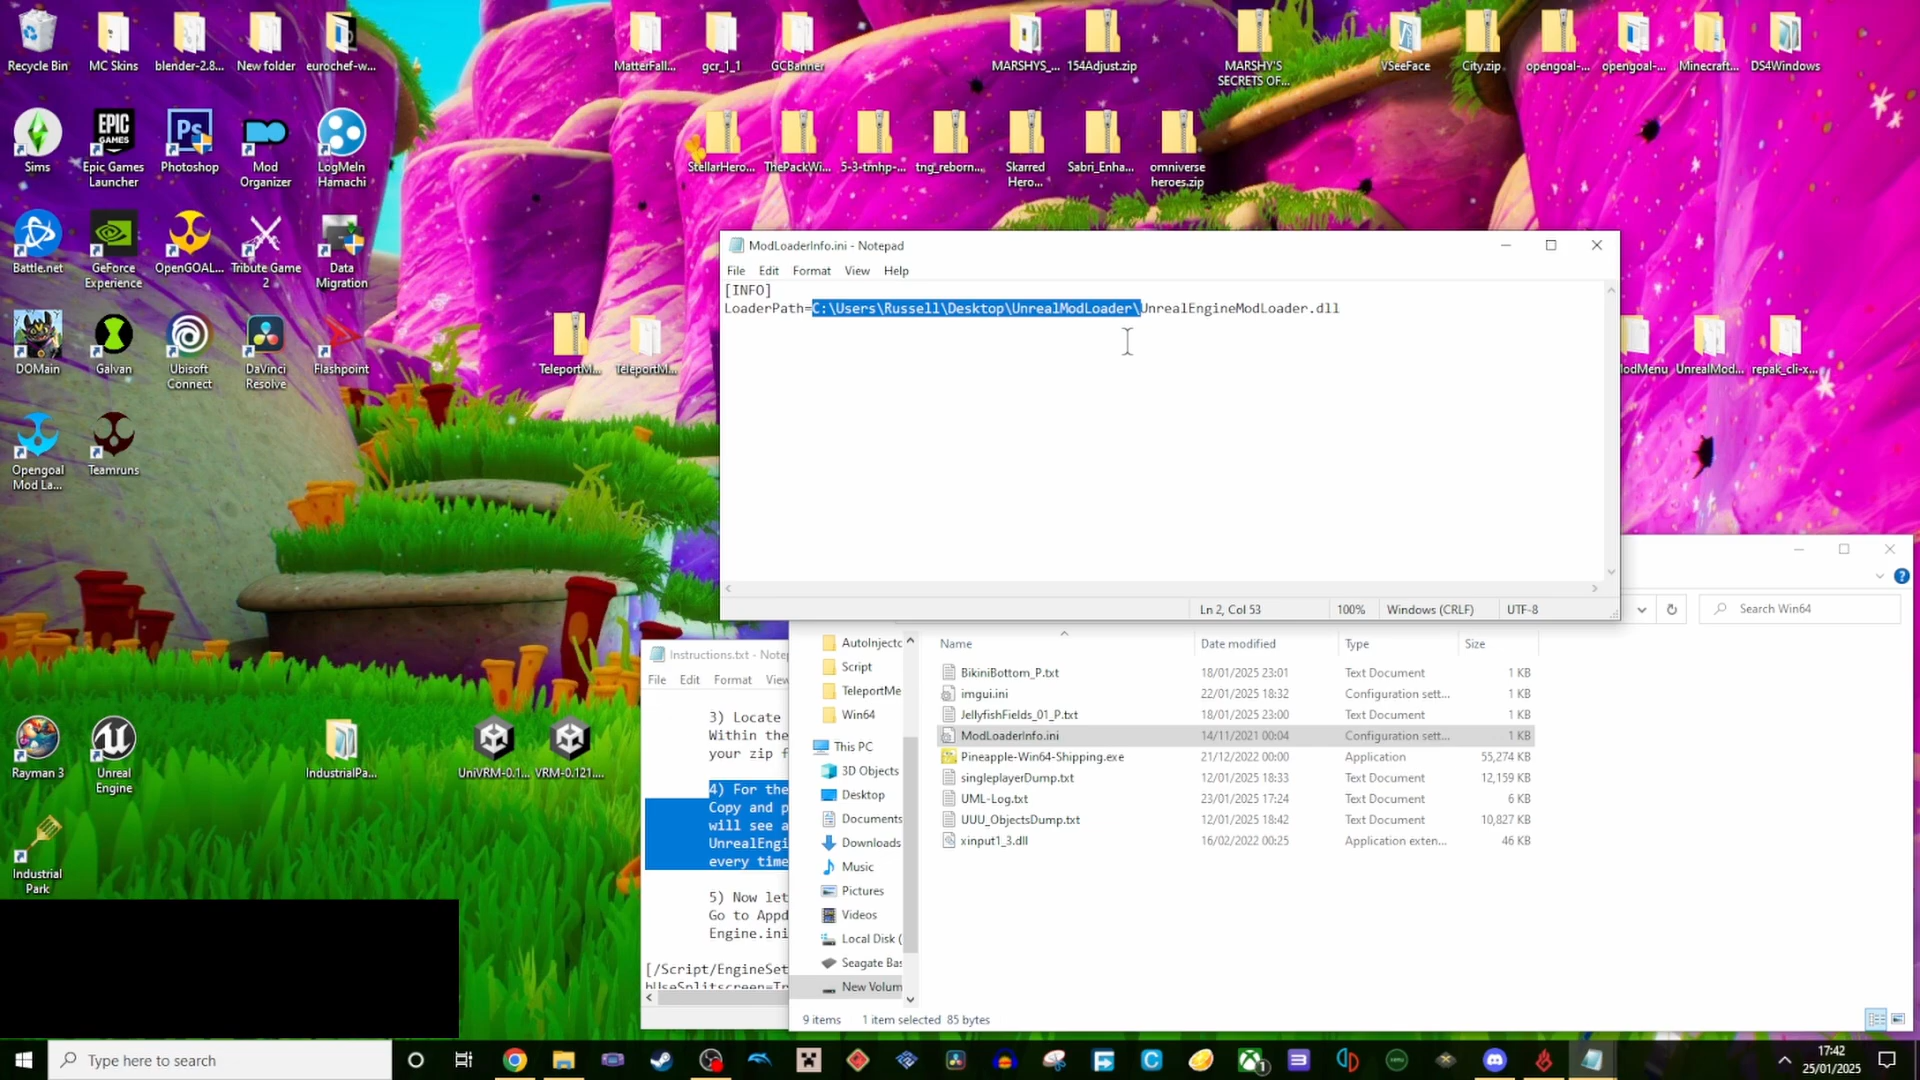 Recycle Bin
MC Skins
blender-2.8...
New folder
eurochef-w...
MatterFall...
gcr_1_1
GCBanner
MARSHYS_...
154Adjust.zip
MARSHY'S
SECRETS OF...
VSeeFace
City.zip
opengoal-...
opengoal-...
Minecraft...
DS4Windows
Sims
Epic Games
Launcher
Photoshop
Mod
Organizer
LogMeIn
Hamachi
StellarHero...
ThePackWi...
5-3-tmhp-...
tng_reborn...
Skarred
Hero...
Sabri_Enha...
omniverse
heroes.zip
Battle.net
GeForce
Experience
OpenGOAL...
Tribute Game
2
Data
Migration
DOMain
Galvan
Ubisoft
Connect
DaVinci
Resolve
Flashpoint
TeleportM...
TeleportM...
odMenu
UnrealMod...
repak_cli-x...
Opengoal
Mod La...
Teamruns
Rayman 3
Unreal
Engine
IndustrialPa...
UniVRM-0.1...
VRM-0.121....
Industrial
Park
ModLoaderInfo.ini - Notepad
File Edit Format View Help
[INFO]
LoaderPath=C:\Users\Russell\Desktop\UnrealModLoader\UnrealEngineModLoader.dll
Ln 2, Col 53 100% Windows (CRLF) UTF-8
Instructions.txt - Notep
File Edit Format View
3) Locate
Within the
your zip f
4) For the
Copy and p
will see a
UnrealEngi
every time
5) Now let
Go to Appd
Engine.ini
[/Script/EngineSet
bUseSplitscreen=Tr
Search Win64
AutoInjecto
Script
TeleportMe
Win64
This PC
3D Objects
Desktop
Documents
Downloads
Music
Pictures
Videos
Local Disk (
Seagate Bas
New Volum
Name Date modified Type Size
BikiniBottom_P.txt 18/01/2025 23:01 Text Document 1 KB
imgui.ini 22/01/2025 18:32 Configuration sett... 1 KB
JellyfishFields_01_P.txt 18/01/2025 23:00 Text Document 1 KB
ModLoaderInfo.ini 14/11/2021 00:04 Configuration sett... 1 KB
Pineapple-Win64-Shipping.exe 21/12/2022 00:00 Application 55,274 KB
singleplayerDump.txt 12/01/2025 18:33 Text Document 12,159 KB
UML-Log.txt 23/01/2025 17:24 Text Document 6 KB
UUU_ObjectsDump.txt 12/01/2025 18:42 Text Document 10,827 KB
xinput1_3.dll 16/02/2022 00:25 Application exten... 46 KB
9 items 1 item selected 85 bytes
Type here to search
17:42
25/01/2025